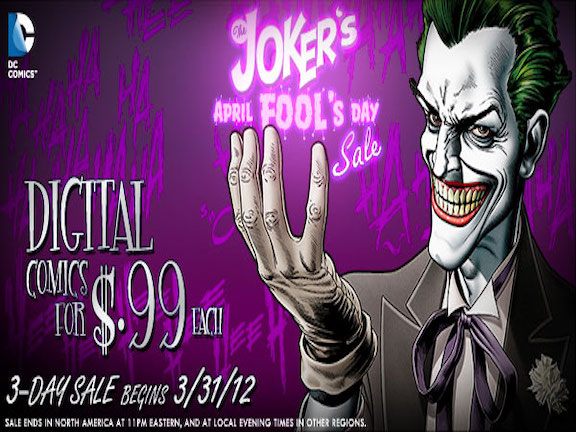 DC
COMICS™
The
JOKER'S
APRIL FOOL'S DAY
Sale
DIGITAL
COMICS
FOR $.99 EACH
3-DAY SALE BEGINS 3/31/12
SALE ENDS IN NORTH AMERICA AT 11PM EASTERN, AND AT LOCAL EVENING TIMES IN OTHER REGIONS.